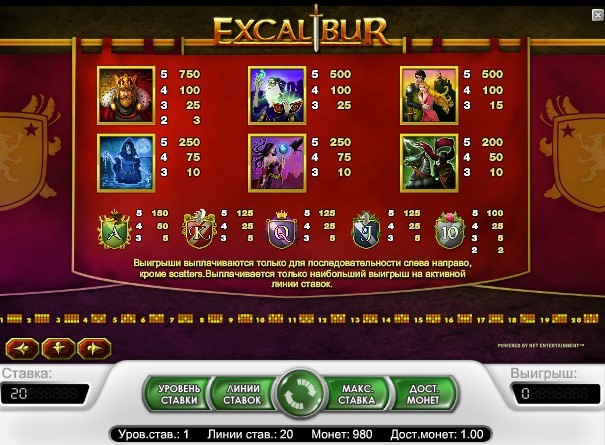 EXCALIBUR
5 750
4 100
3 25
2 3
5 500
4 100
3 25
5 500
4 100
3 15
5 250
4 75
3 10
5 250
4 75
3 10
5 200
4 50
3 10
A
5 150
4 50
3 5
K
5 125
4 25
3 5
Q
5 125
4 25
3 5
J
5 125
4 25
3 5
10
5 100
4 25
3 5
2 2
Выигрыши выплачиваются только для последовательности слева направо,
кроме scatters.Выплачивается только наибольший выигрыш на активной
линии ставок.
1 2 3 4 5 6 7 8 9 10 11 12 13 14 15 16 17 18 19 20
POWERED BY NET ENTERTAINMENT™
Ставка:
20
УРОВЕНЬ СТАВКИ
ЛИНИИ СТАВОК
МАКС. СТАВКА
ДОСТ. МОНЕТ
Выигрыш:
0
Уров.став.: 1 Линии став.: 20 Монет: 980 Дост.монет: 1.00